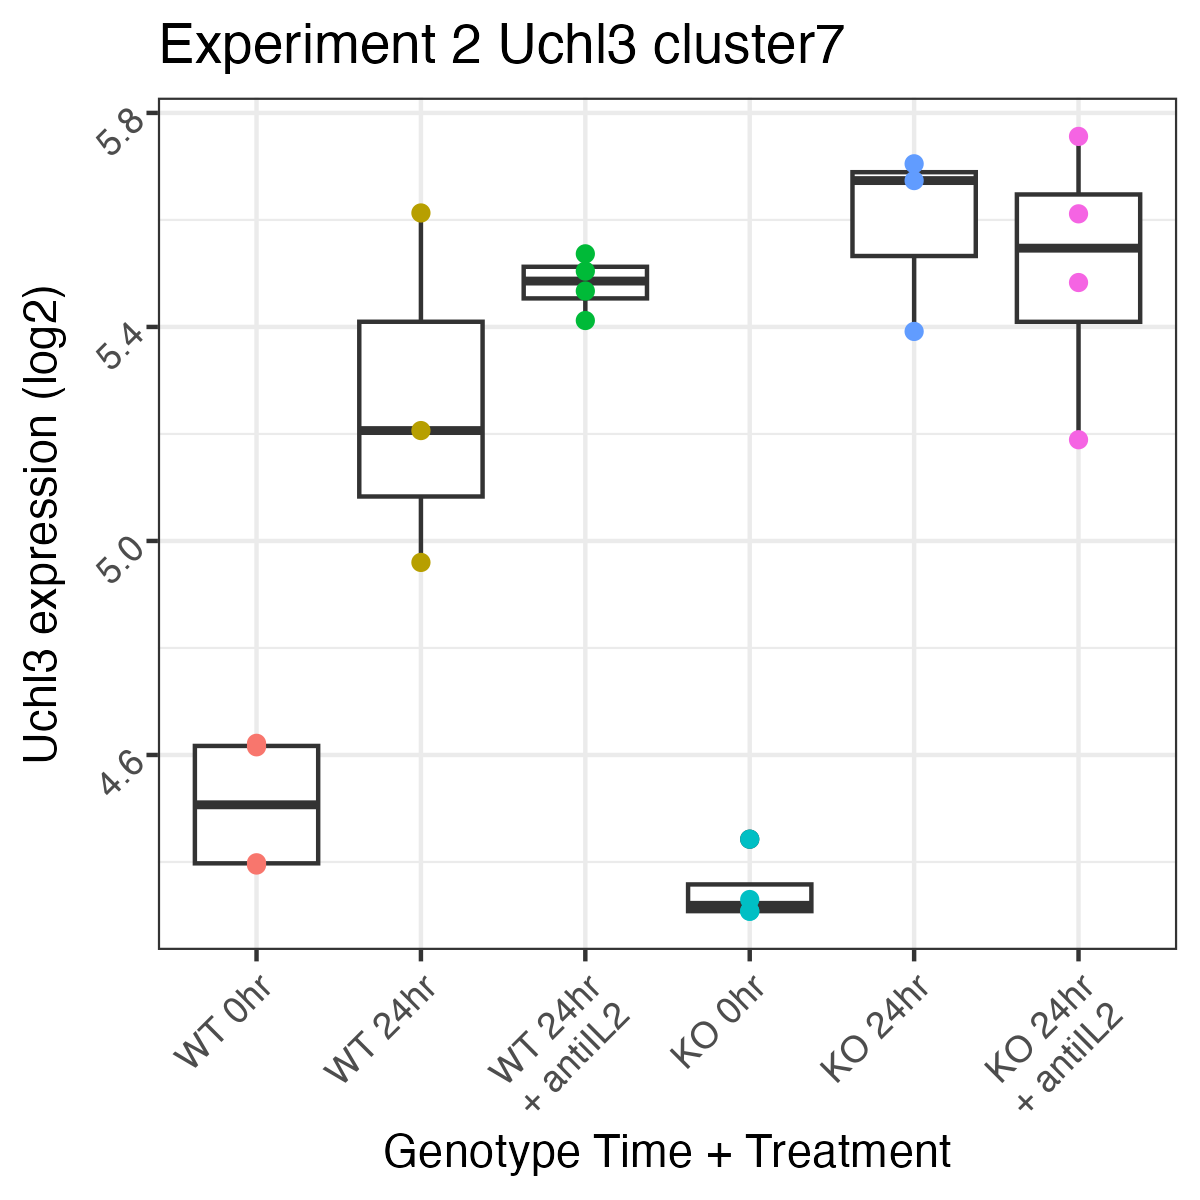 Experiment 2 Uchl3 cluster7
Uchl3 expression (log2)
5.8
5.4
5.0
4.6
WT 0hr
WT 24hr
WT 24hr
+ antiIL2
KO 0hr
KO 24hr
KO 24hr
+ antiIL2
Genotype Time + Treatment